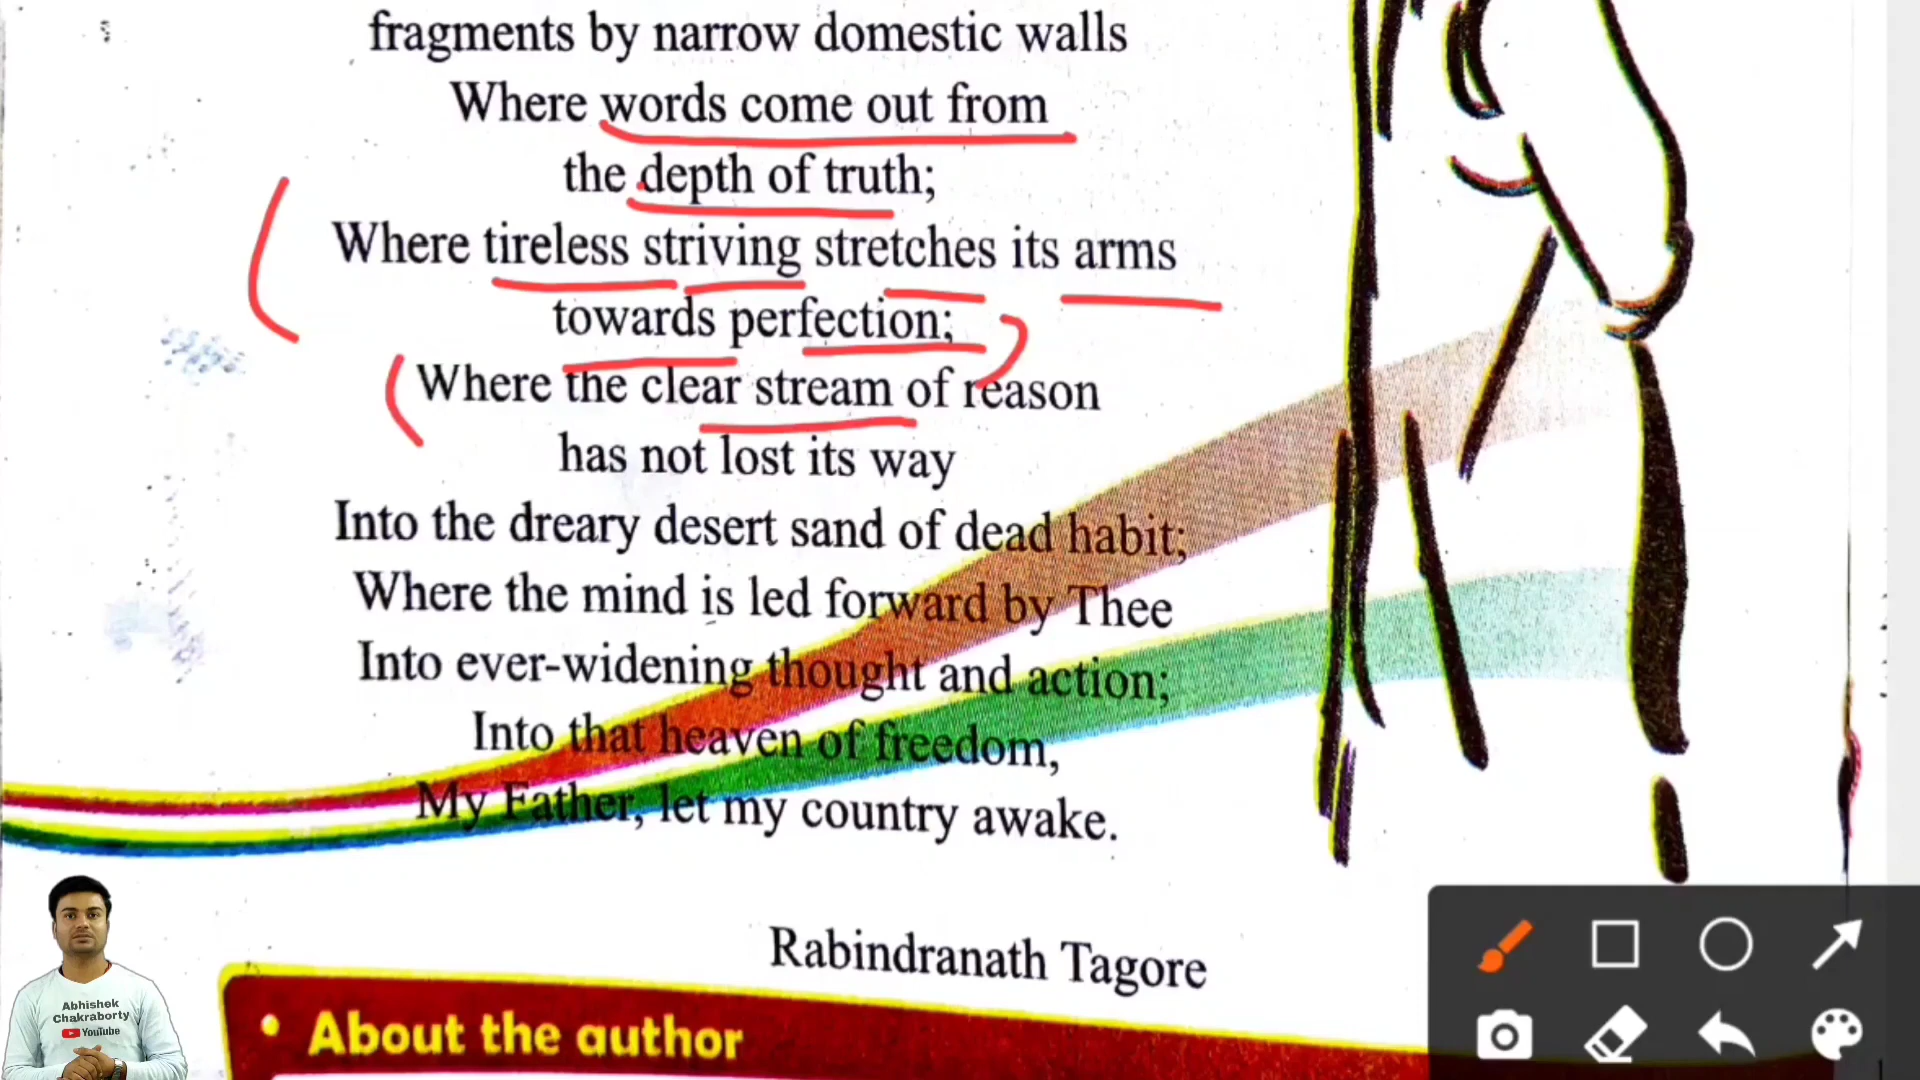 fragments by narrow domestic walls
Where words come out from
the depth of truth;
Where tireless striving stretches its arms
towards perfection;
Where the clear stream of reason
has not lost its way
Into the dreary desert sand of dead habit;
Where the mind is led forward by Thee
Into ever-widening thought and action;
Into that heaven of freedom,
My Father, let my country awake.
Rabindranath Tagore
• About the author
Abhishek
Chakraborty
YouTube